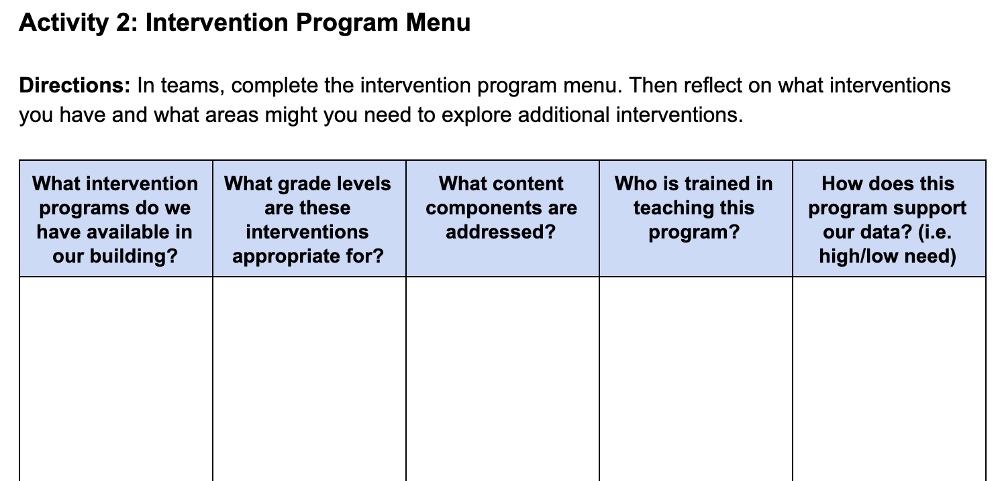 Activity 2: Intervention Program Menu
Directions: In teams, complete the intervention program menu. Then reflect on what interventions
you have and what areas might you need to explore additional interventions.
What intervention
programs do we
have available in
our building?
What grade levels
are these
interventions
appropriate for?
What content
components are
addressed?
Who is trained in
teaching this
program?
How does this
program support
our data? (i.e.
high/low need)